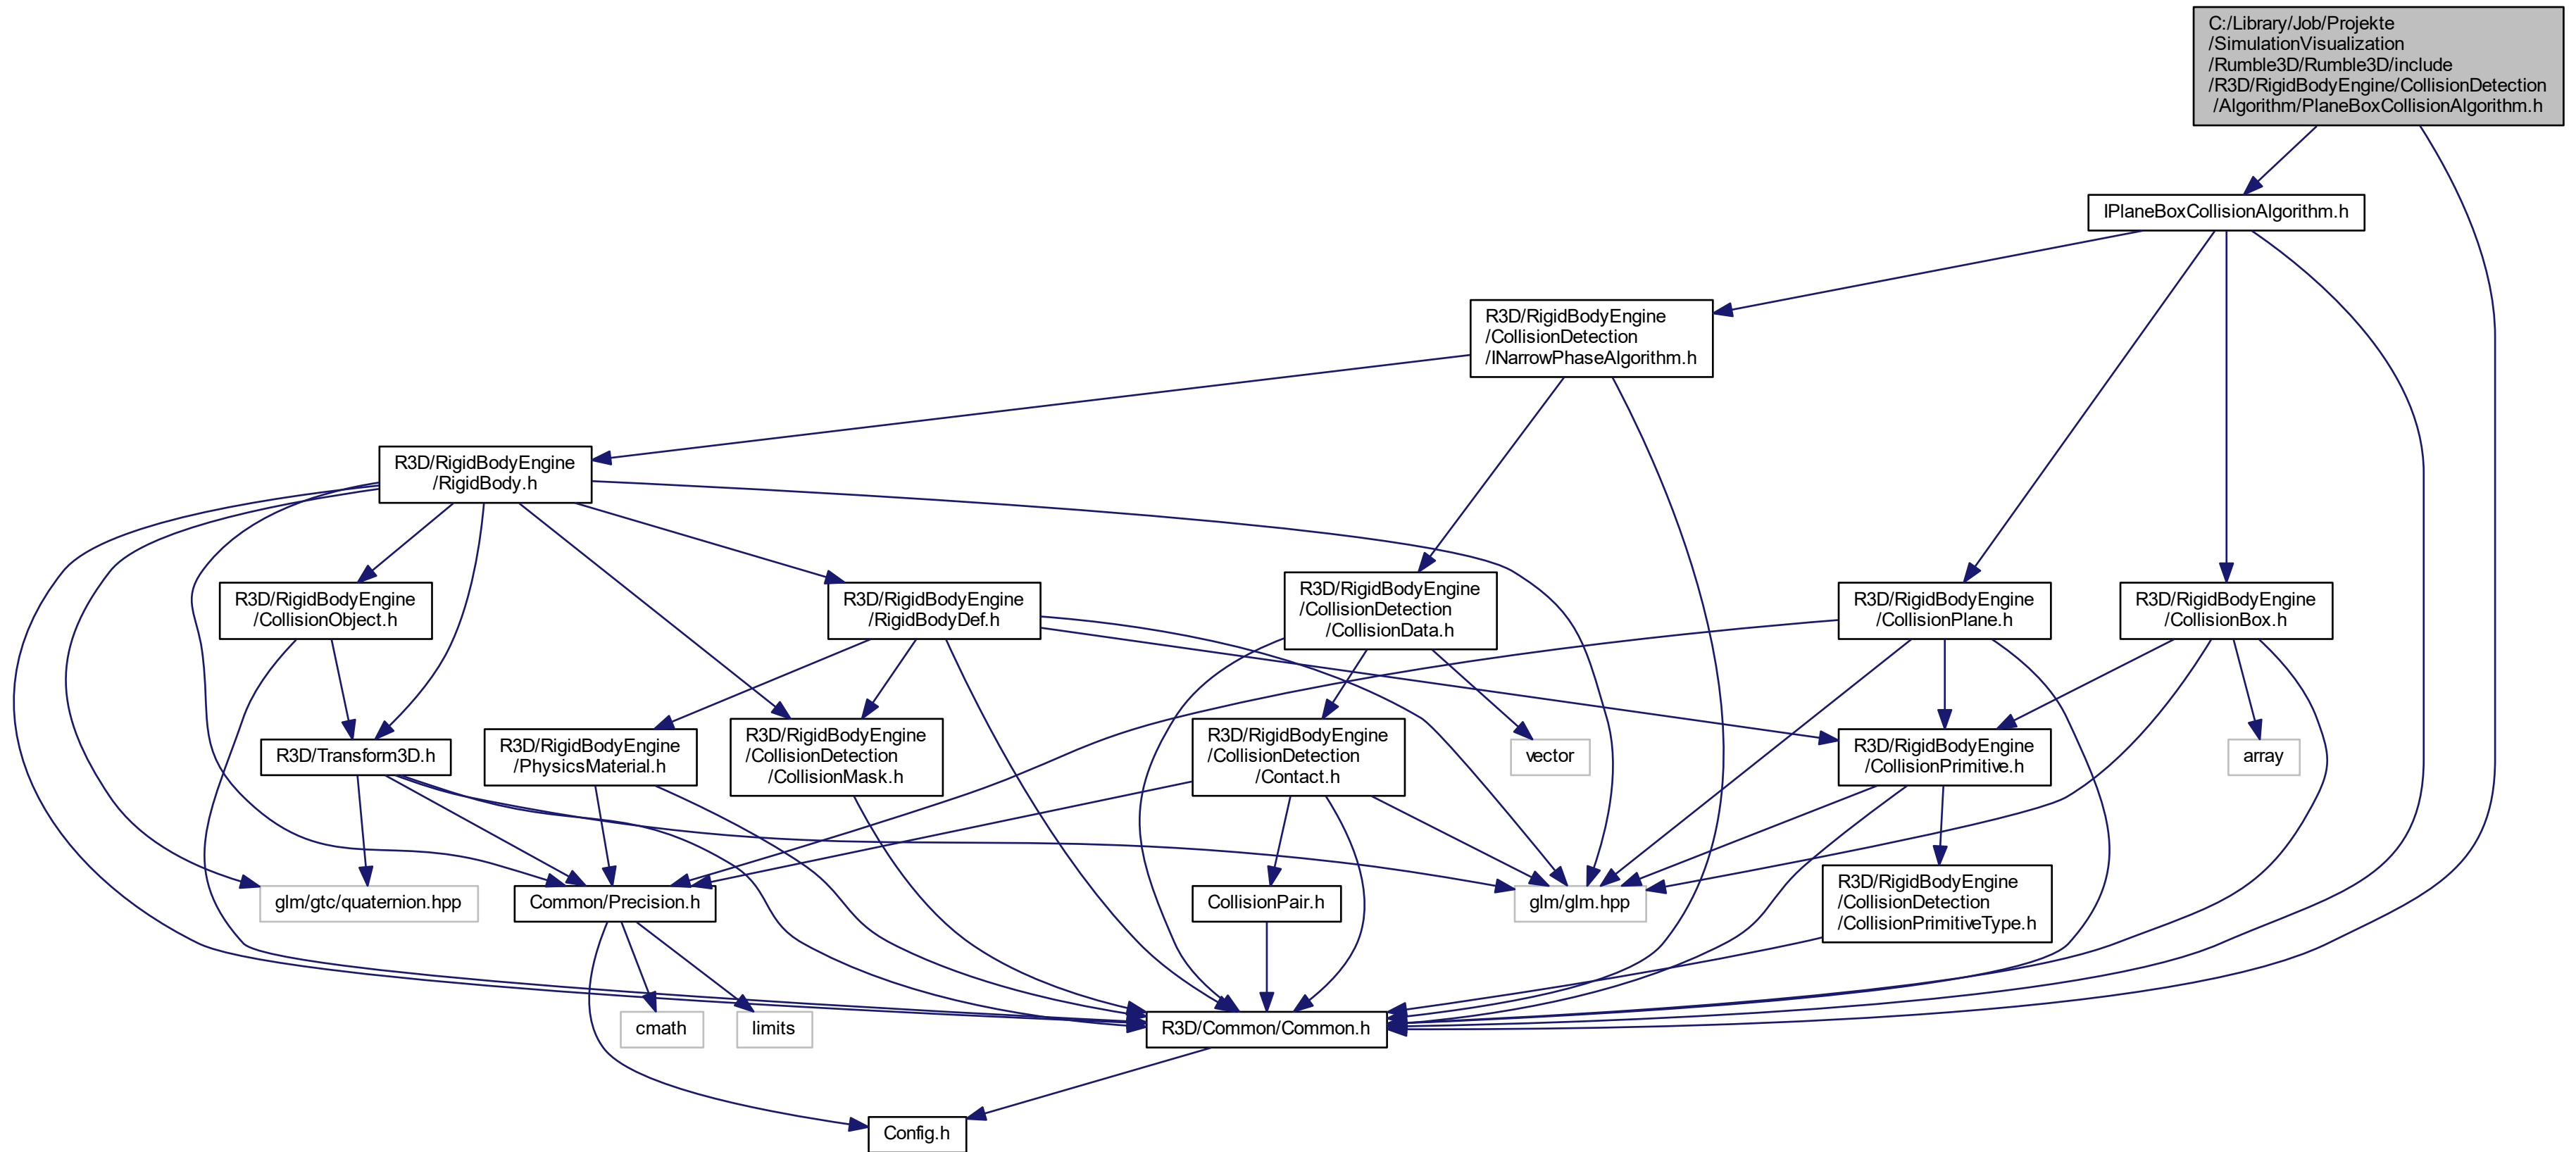 C:/Library/Job/Projekte
/SimulationVisualization
/Rumble3D/Rumble3D/include
/R3D/RigidBodyEngine/CollisionDetection
/Algorithm/PlaneBoxCollisionAlgorithm.h
IPlaneBoxCollisionAlgorithm.h
R3D/RigidBodyEngine
/CollisionDetection
/INarrowPhaseAlgorithm.h
R3D/RigidBodyEngine
/RigidBody.h
R3D/RigidBodyEngine
/CollisionObject.h
R3D/RigidBodyEngine
/RigidBodyDef.h
R3D/RigidBodyEngine
/CollisionDetection
/CollisionData.h
R3D/RigidBodyEngine
/CollisionPlane.h
R3D/RigidBodyEngine
/CollisionBox.h
R3D/Transform3D.h
R3D/RigidBodyEngine
/PhysicsMaterial.h
R3D/RigidBodyEngine
/CollisionDetection
/CollisionMask.h
R3D/RigidBodyEngine
/CollisionDetection
/Contact.h
vector
R3D/RigidBodyEngine
/CollisionPrimitive.h
array
glm/gtc/quaternion.hpp
Common/Precision.h
CollisionPair.h
glm/glm.hpp
R3D/RigidBodyEngine
/CollisionDetection
/CollisionPrimitiveType.h
cmath
limits
R3D/Common/Common.h
Config.h